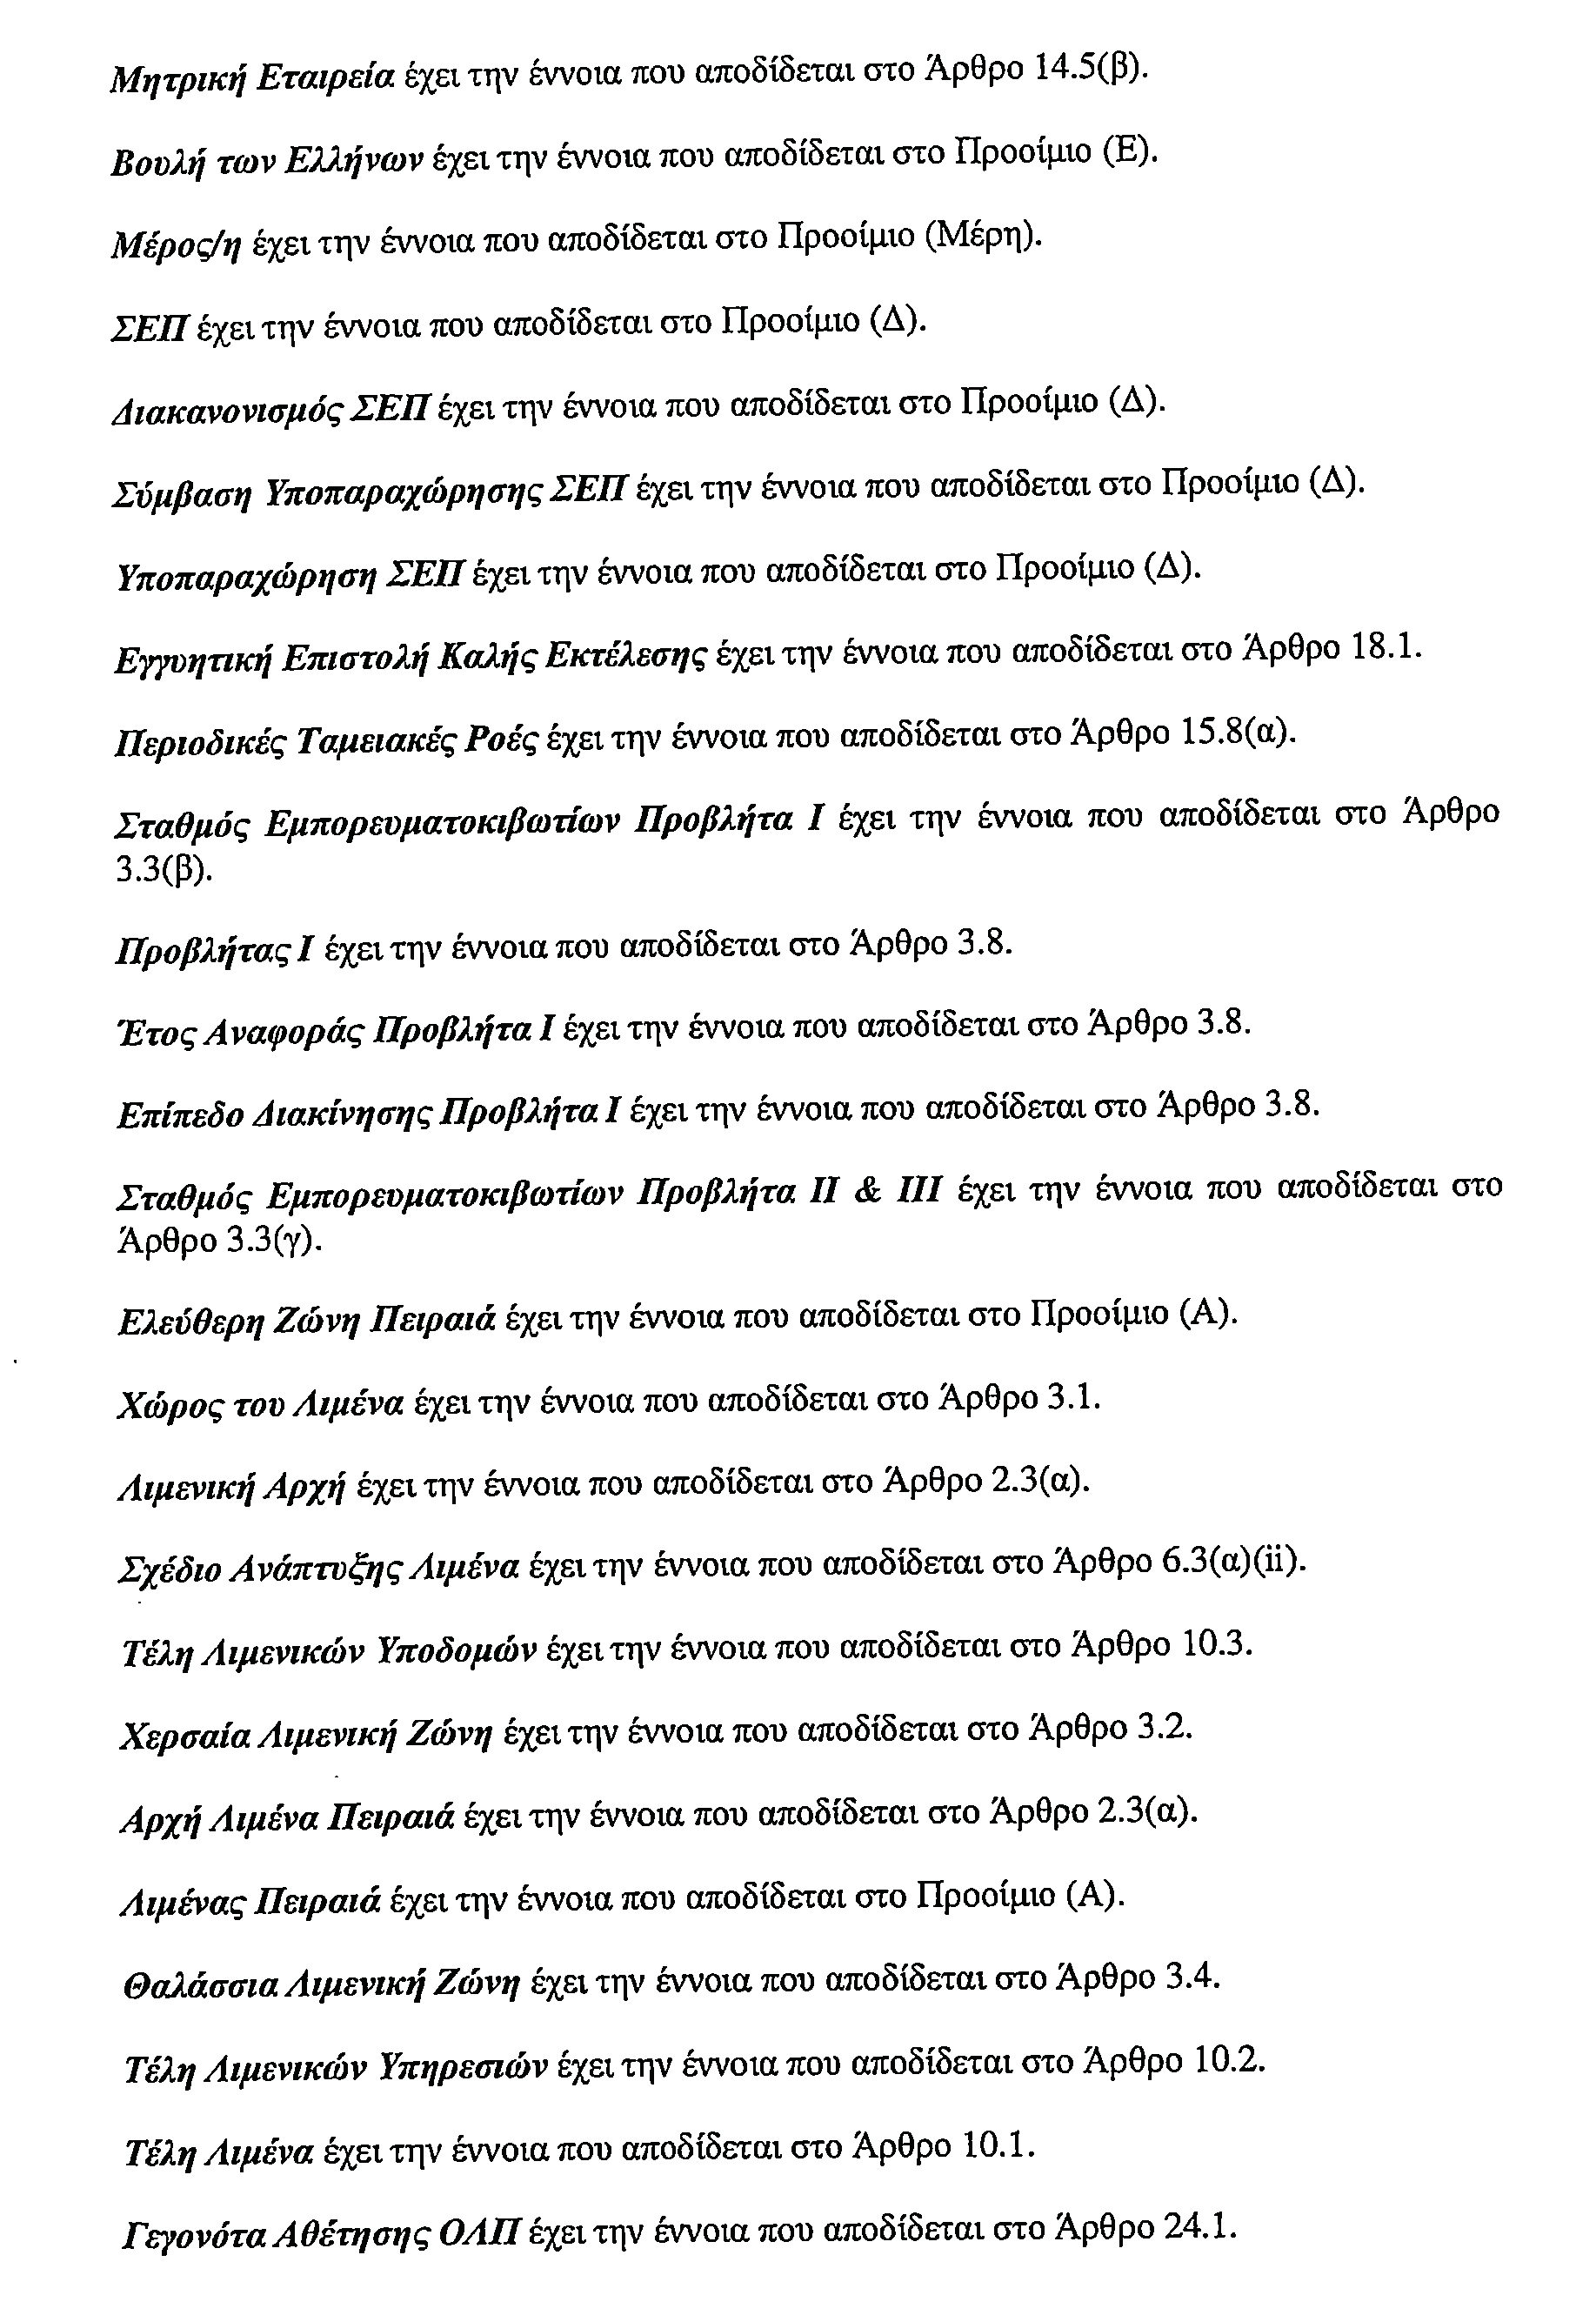 Μητρική Εταιρεία έχει την έννοια που αποδίδεται στο Άρθρο 14.5(β).
Βουλή των Ελλήνων έχει την έννοια που αποδίδεται στο Προοίμιο (Ε).
Μέρος/η έχει την έννοια που αποδίδεται στο Προοίμιο (Μέρη).
ΣΕΠ έχει την έννοια που αποδίδεται στο Προοίμιο (Δ).
Διακανονισμός ΣΕΠ έχει την έννοια που αποδίδεται στο Προοίμιο (Δ).
Σύμβαση Υποπαραχώρησης ΣΕΠ έχει την έννοια που αποδίδεται στο Προοίμιο (Δ).
Υποπαραχώρηση ΣΕΠ έχει την έννοια που αποδίδεται στο Προοίμιο (Δ).
Εγγυητική Επιστολή Καλής Εκτέλεσης έχει την έννοια που αποδίδεται στο Άρθρο 18.1.
Περιοδικές Ταμειακές Ροές έχει την έννοια που αποδίδεται στο Άρθρο 15.8(α).
Σταθμός Εμπορευματοκιβωτίων Προβλήτα Ι έχει την έννοια που αποδίδεται στο Άρθρο
3.3(β).
Προβλήτας Ι έχει την έννοια που αποδίδεται στο Άρθρο 3.8.
Έτος Αναφοράς Προβλήτα Ι έχει την έννοια που αποδίδεται στο Άρθρο 3.8.
Επίπεδο Διακίνησης Προβλήτα Ι έχει την έννοια που αποδίδεται στο Άρθρο 3.8.
Σταθμός Εμπορευματοκιβωτίων Προβλήτα ΙΙ & ΙΙΙ έχει την έννοια που αποδίδεται στο
Άρθρο 3.3(γ).
Ελεύθερη Ζώνη Πειραιά έχει την έννοια που αποδίδεται στο Προοίμιο (Α).
Χώρος του Λιμένα έχει την έννοια που αποδίδεται στο Άρθρο 3.1.
Λιμενική Αρχή έχει την έννοια που αποδίδεται στο Άρθρο 2.3(α).
Σχέδιο Ανάπτυξης Λιμένα έχει την έννοια που αποδίδεται στο Άρθρο 6.3(α)(ii).
Τέλη Λιμενικών Υποδομών έχει την έννοια που αποδίδεται στο Άρθρο 10.3.
Χερσαία Λιμενική Ζώνη έχει την έννοια που αποδίδεται στο Άρθρο 3.2.
Αρχή Λιμένα Πειραιά έχει την έννοια που αποδίδεται στο Άρθρο 2.3(α).
Λιμένας Πειραιά έχει την έννοια που αποδίδεται στο Προοίμιο (Α).
Θαλάσσια Λιμενική Ζώνη έχει την έννοια που αποδίδεται στο Άρθρο 3.4.
Τέλη Λιμενικών Υπηρεσιών έχει την έννοια που αποδίδεται στο Άρθρο 10.2.
Τέλη Λιμένα έχει την έννοια που αποδίδεται στο Άρθρο 10.1.
Γεγονότα Αθέτησης ΟΛΠ έχει την έννοια που αποδίδεται στο Άρθρο 24.1.